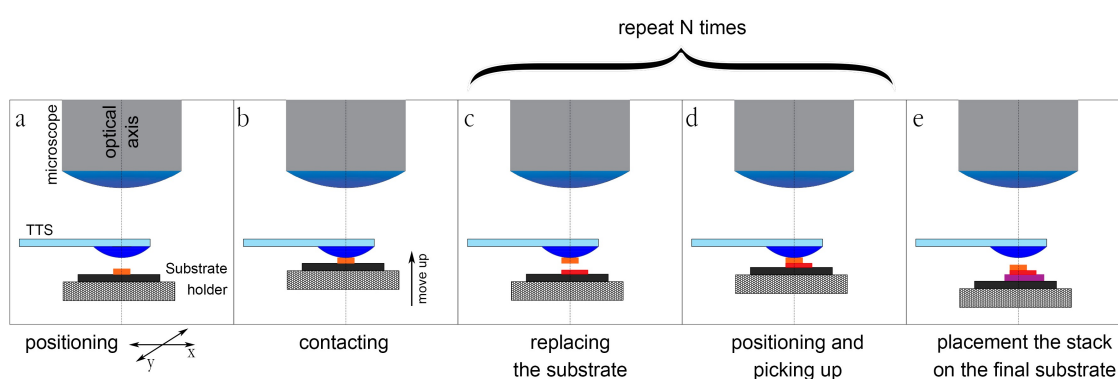 repeat N times
a
b
c
d
e
microscope
optical
axis
TTS
Substrate
holder
move up
positioning
x
y
contacting
replacing
the substrate
positioning and
picking up
placement the stack
on the final substrate